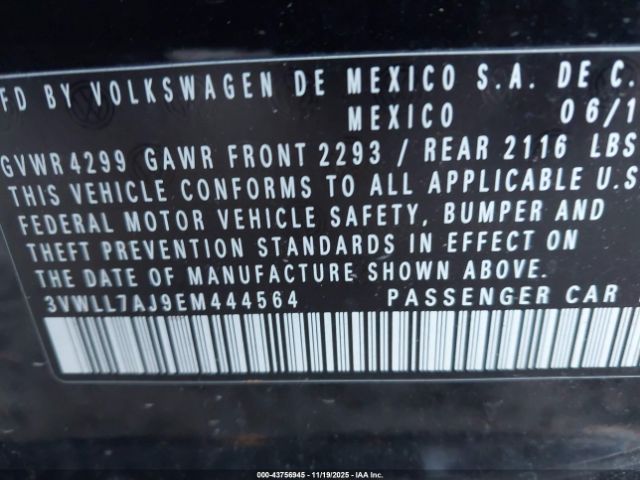 FD BY VOLKSWAGEN DE MEXICO S.A. DE C.
MEXICO 06/1
GVWR 4299 GAWR FRONT 2293 / REAR 2116 LBS
THIS VEHICLE CONFORMS TO ALL APPLICABLE U.S
FEDERAL MOTOR VEHICLE SAFETY, BUMPER AND
THEFT PREVENTION STANDARDS IN EFFECT ON
THE DATE OF MANUFACTURE SHOWN ABOVE.
3VWLL7AJ9EM444564 PASSENGER CAR
000-43756945 - 11/19/2025 - IAA Inc.